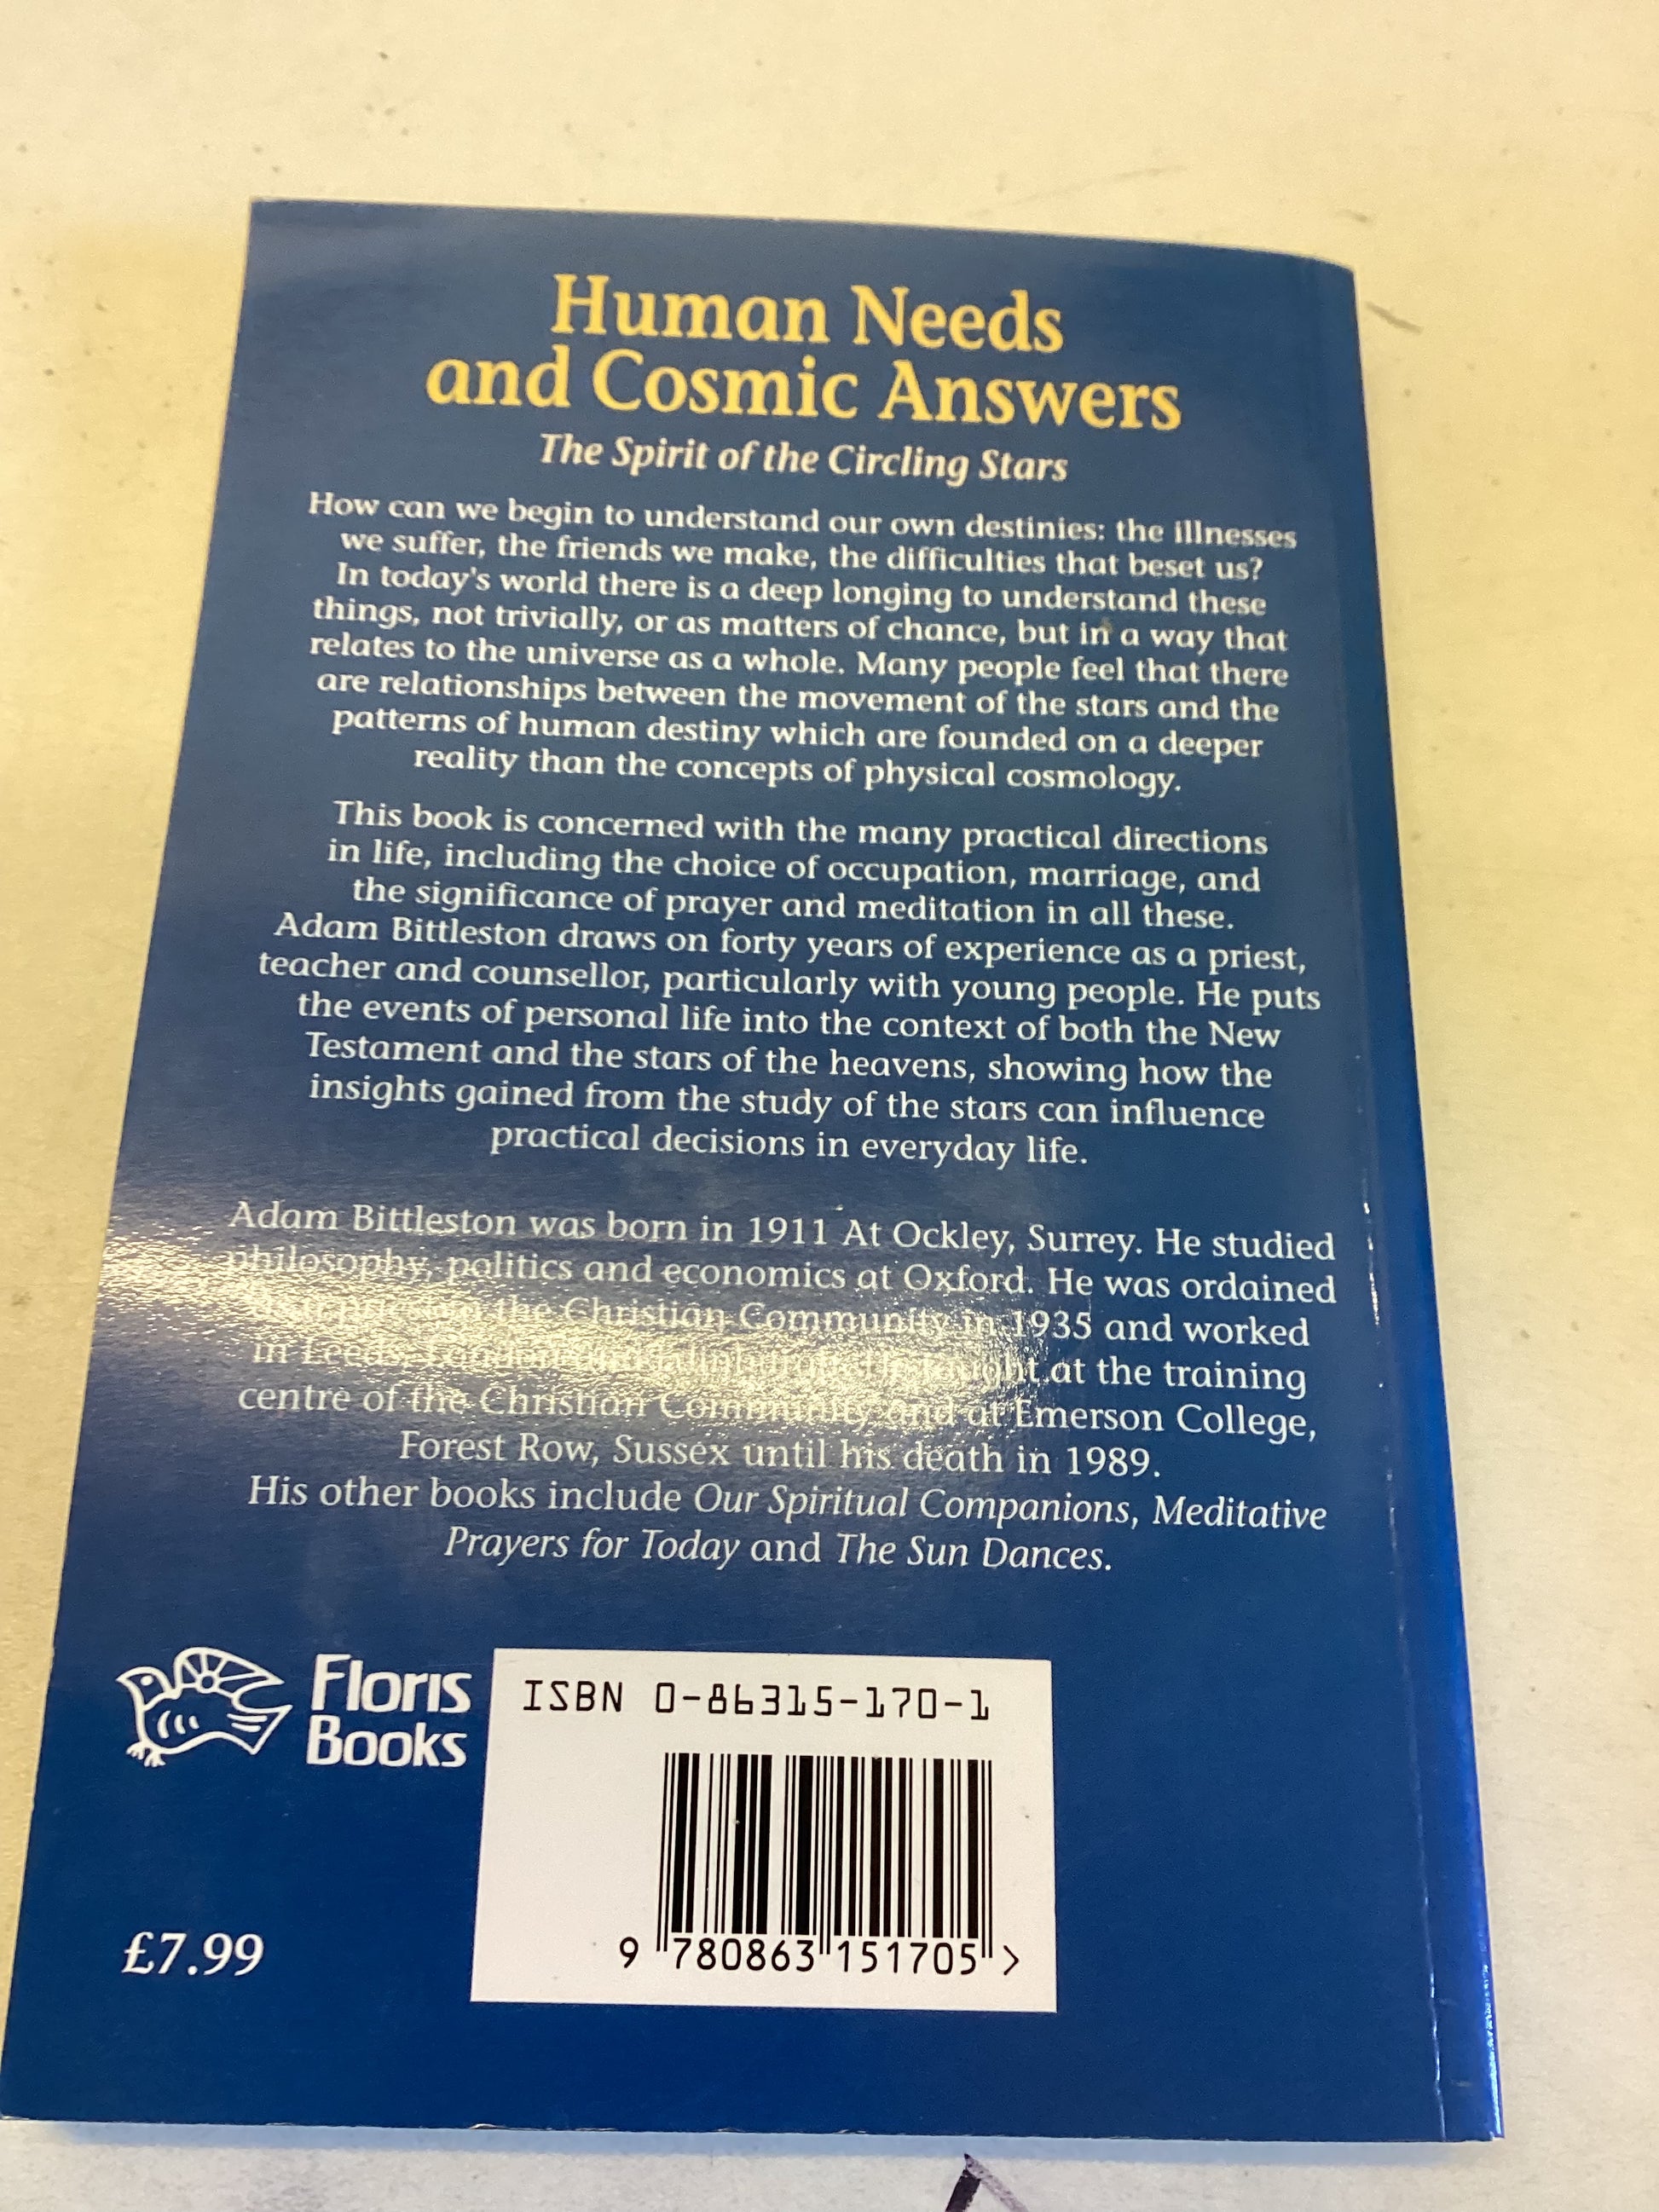 Human Needs
and Cosmic Answers
The Spirit of the Circling Stars
How can we begin to understand our own destinies: the illnesses
we suffer, the friends we make, the difficulties that beset us?
In today's world there is a deep longing to understand these
things, not trivially, or as matters of chance, but in a way that
relates to the universe as a whole. Many people feel that there
are relationships between the movement of the stars and the
patterns of human destiny which are founded on a deeper
reality than the concepts of physical cosmology.
This book is concerned with the many practical directions
in life, including the choice of occupation, marriage, and
the significance of prayer and meditation in all these.
Adam Bittleston draws on forty years of experience as a priest,
teacher and counsellor, particularly with young people. He puts
the events of personal life into the context of both the New
Testament and the stars of the heavens, showing how the
insights gained from the study of the stars can influence
practical decisions in everyday life.
Adam Bittleston was born in 1911 At Ockley, Surrey. He studied
philosophy, politics and economics at Oxford. He was ordained
the Christian Community in 1935 and worked
in Leeds, London and Edinburgh. He taught at the training
centre of the Christian Community and at Emerson College,
Forest Row, Sussex until his death in 1989.
His other books include Our Spiritual Companions, Meditative
Prayers for Today and The Sun Dances.
Floris
Books
ISBN 0-86315-170-1
£7.99
9 780863 151705 >